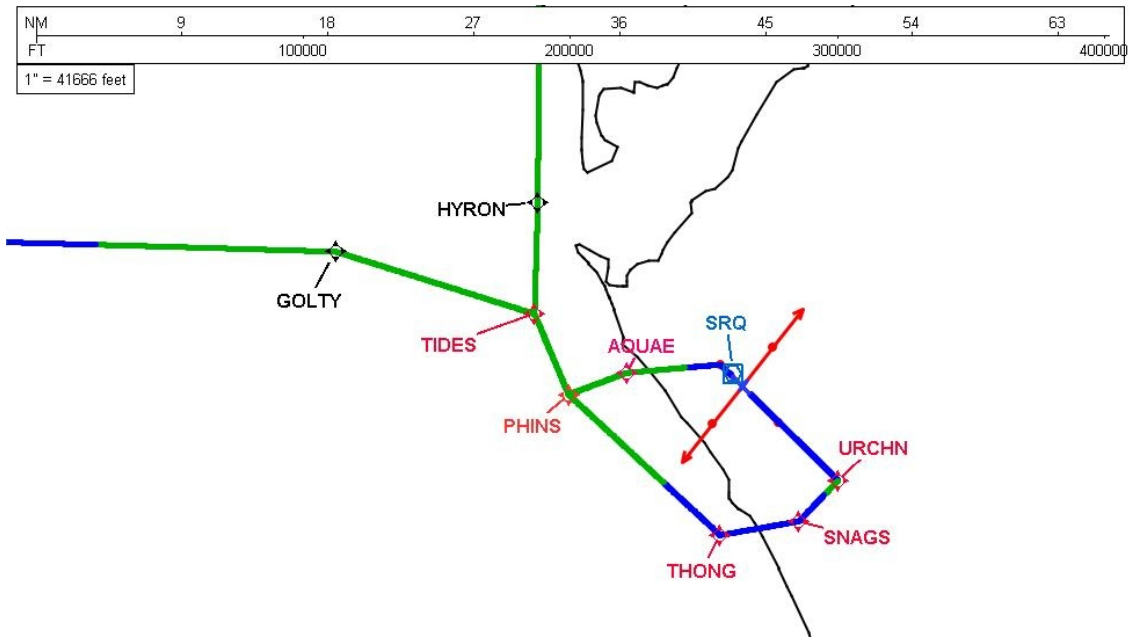 NM 9 18 27 36 45 54 63
FT 100000 200000 300000 400000
1" = 41666 feet
HYRON
GOLTY
TIDES
SRQ
AQUAE
PHINS
URCHN
SNAGS
THONG